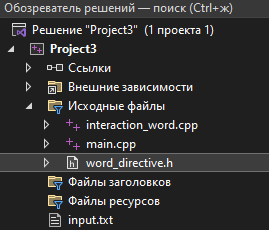 Обозреватель решений — поиск (Ctrl+ж)
Решение "Project3" (1 проекта 1)
Project3
Ссылки
Внешние зависимости
Исходные файлы
interaction_word.cpp
main.cpp
word_directive.h
Файлы заголовков
Файлы ресурсов
input.txt